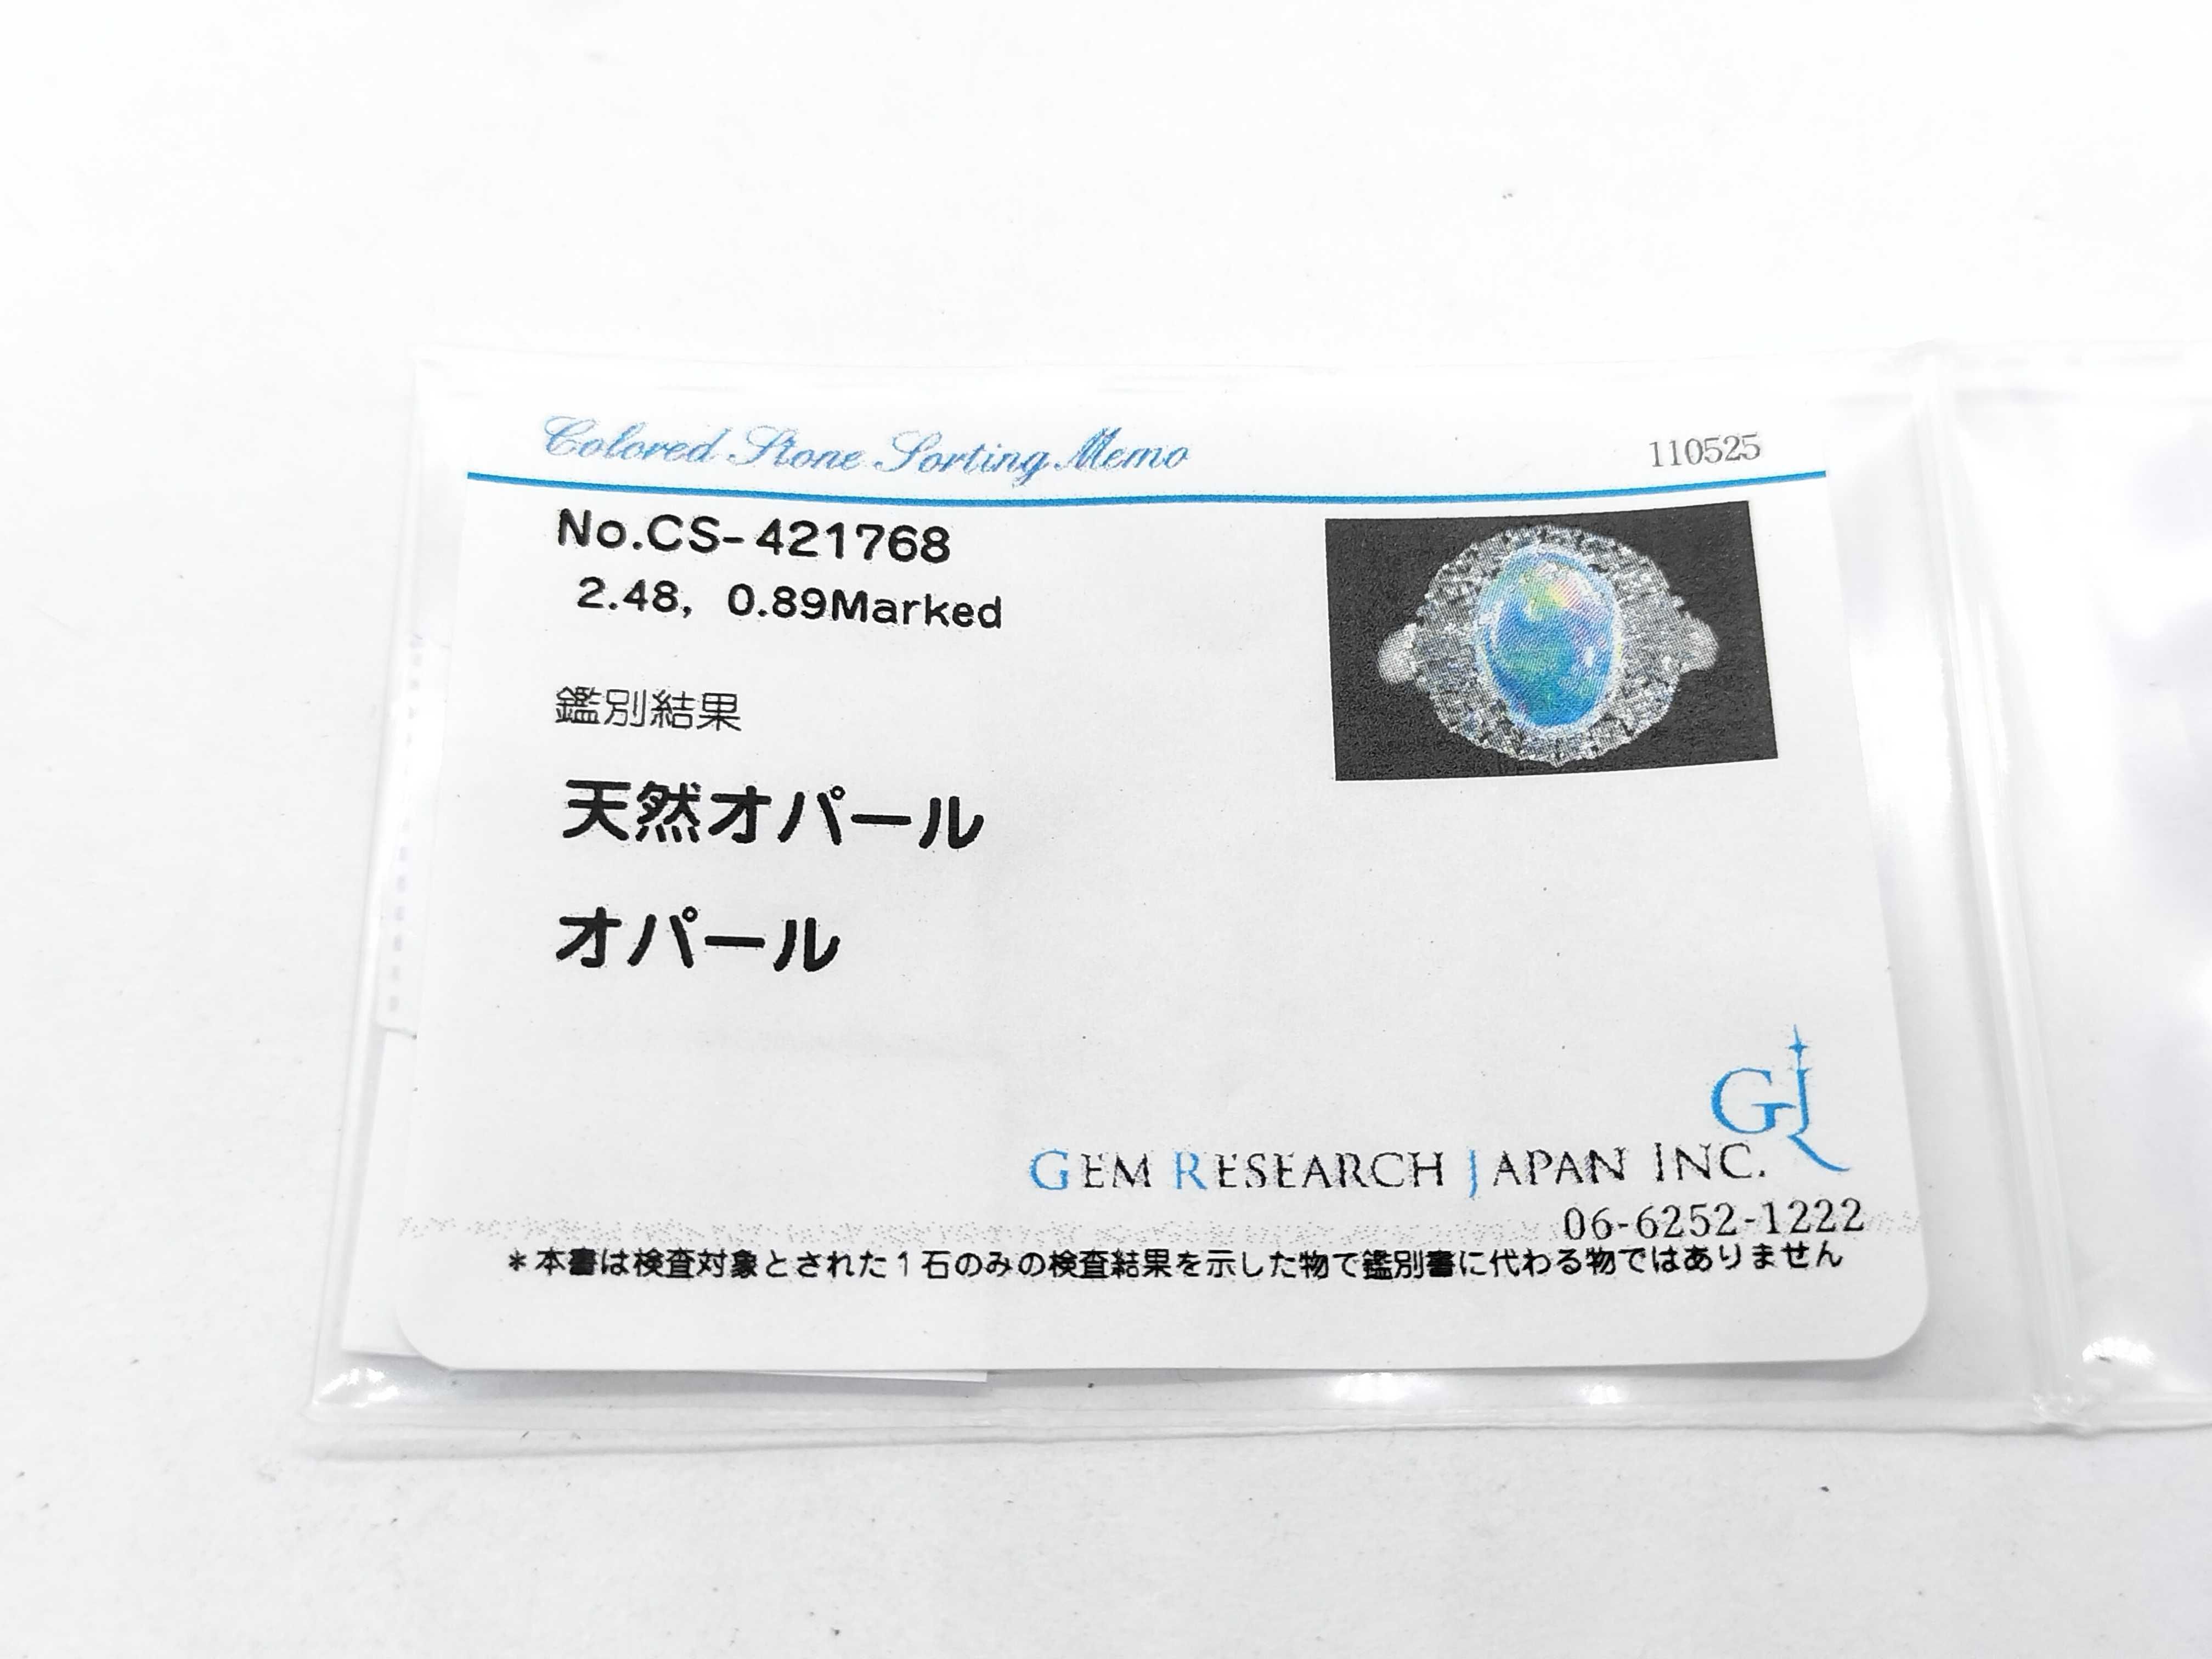 Colored Stone Sorting Memo
110525
No.CS-421768
2.48, 0.89Marked
鑑別結果
天然オパール
オパール
GRJ
GEM RESEARCH JAPAN INC.
06-6252-1222
*本書は検査対象とされた1石のみの検査結果を示した物で鑑別書に代わる物ではありません